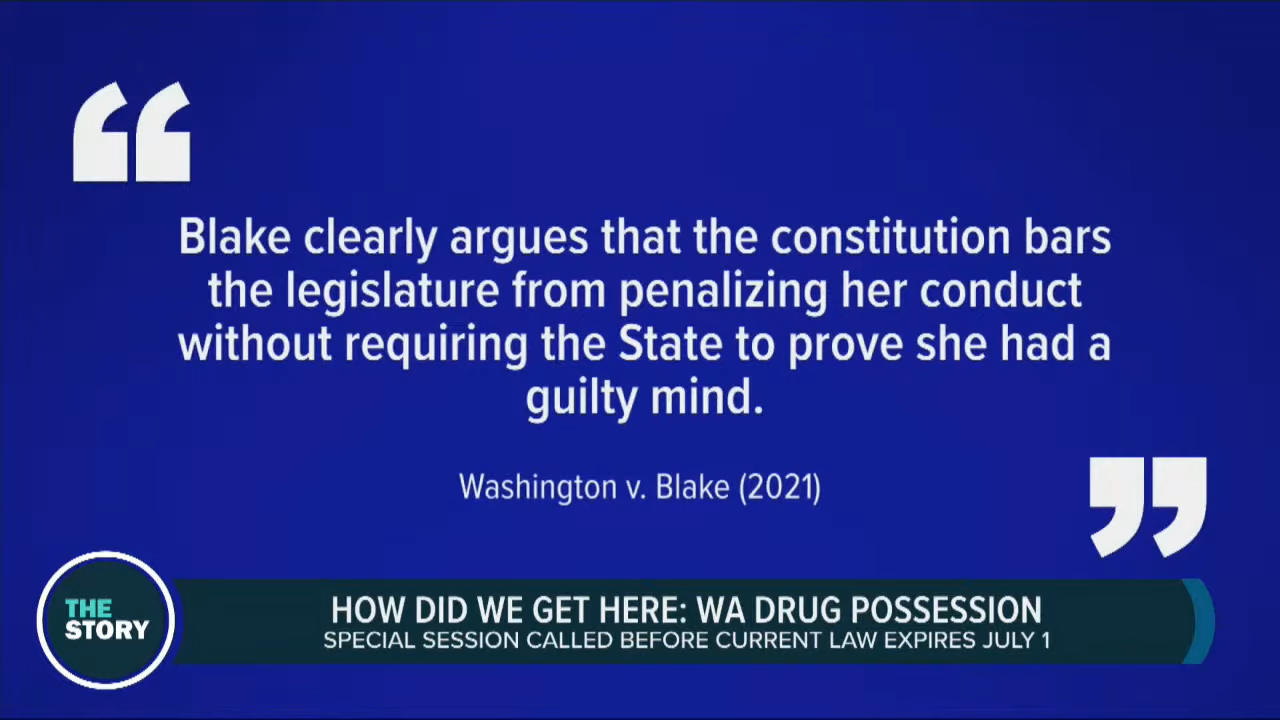 “
Blake clearly argues that the constitution bars
the legislature from penalizing her conduct
without requiring the State to prove she had a
guilty mind.
Washington v. Blake (2021)
”
THE
STORY
HOW DID WE GET HERE: WA DRUG POSSESSION
SPECIAL SESSION CALLED BEFORE CURRENT LAW EXPIRES JULY 1